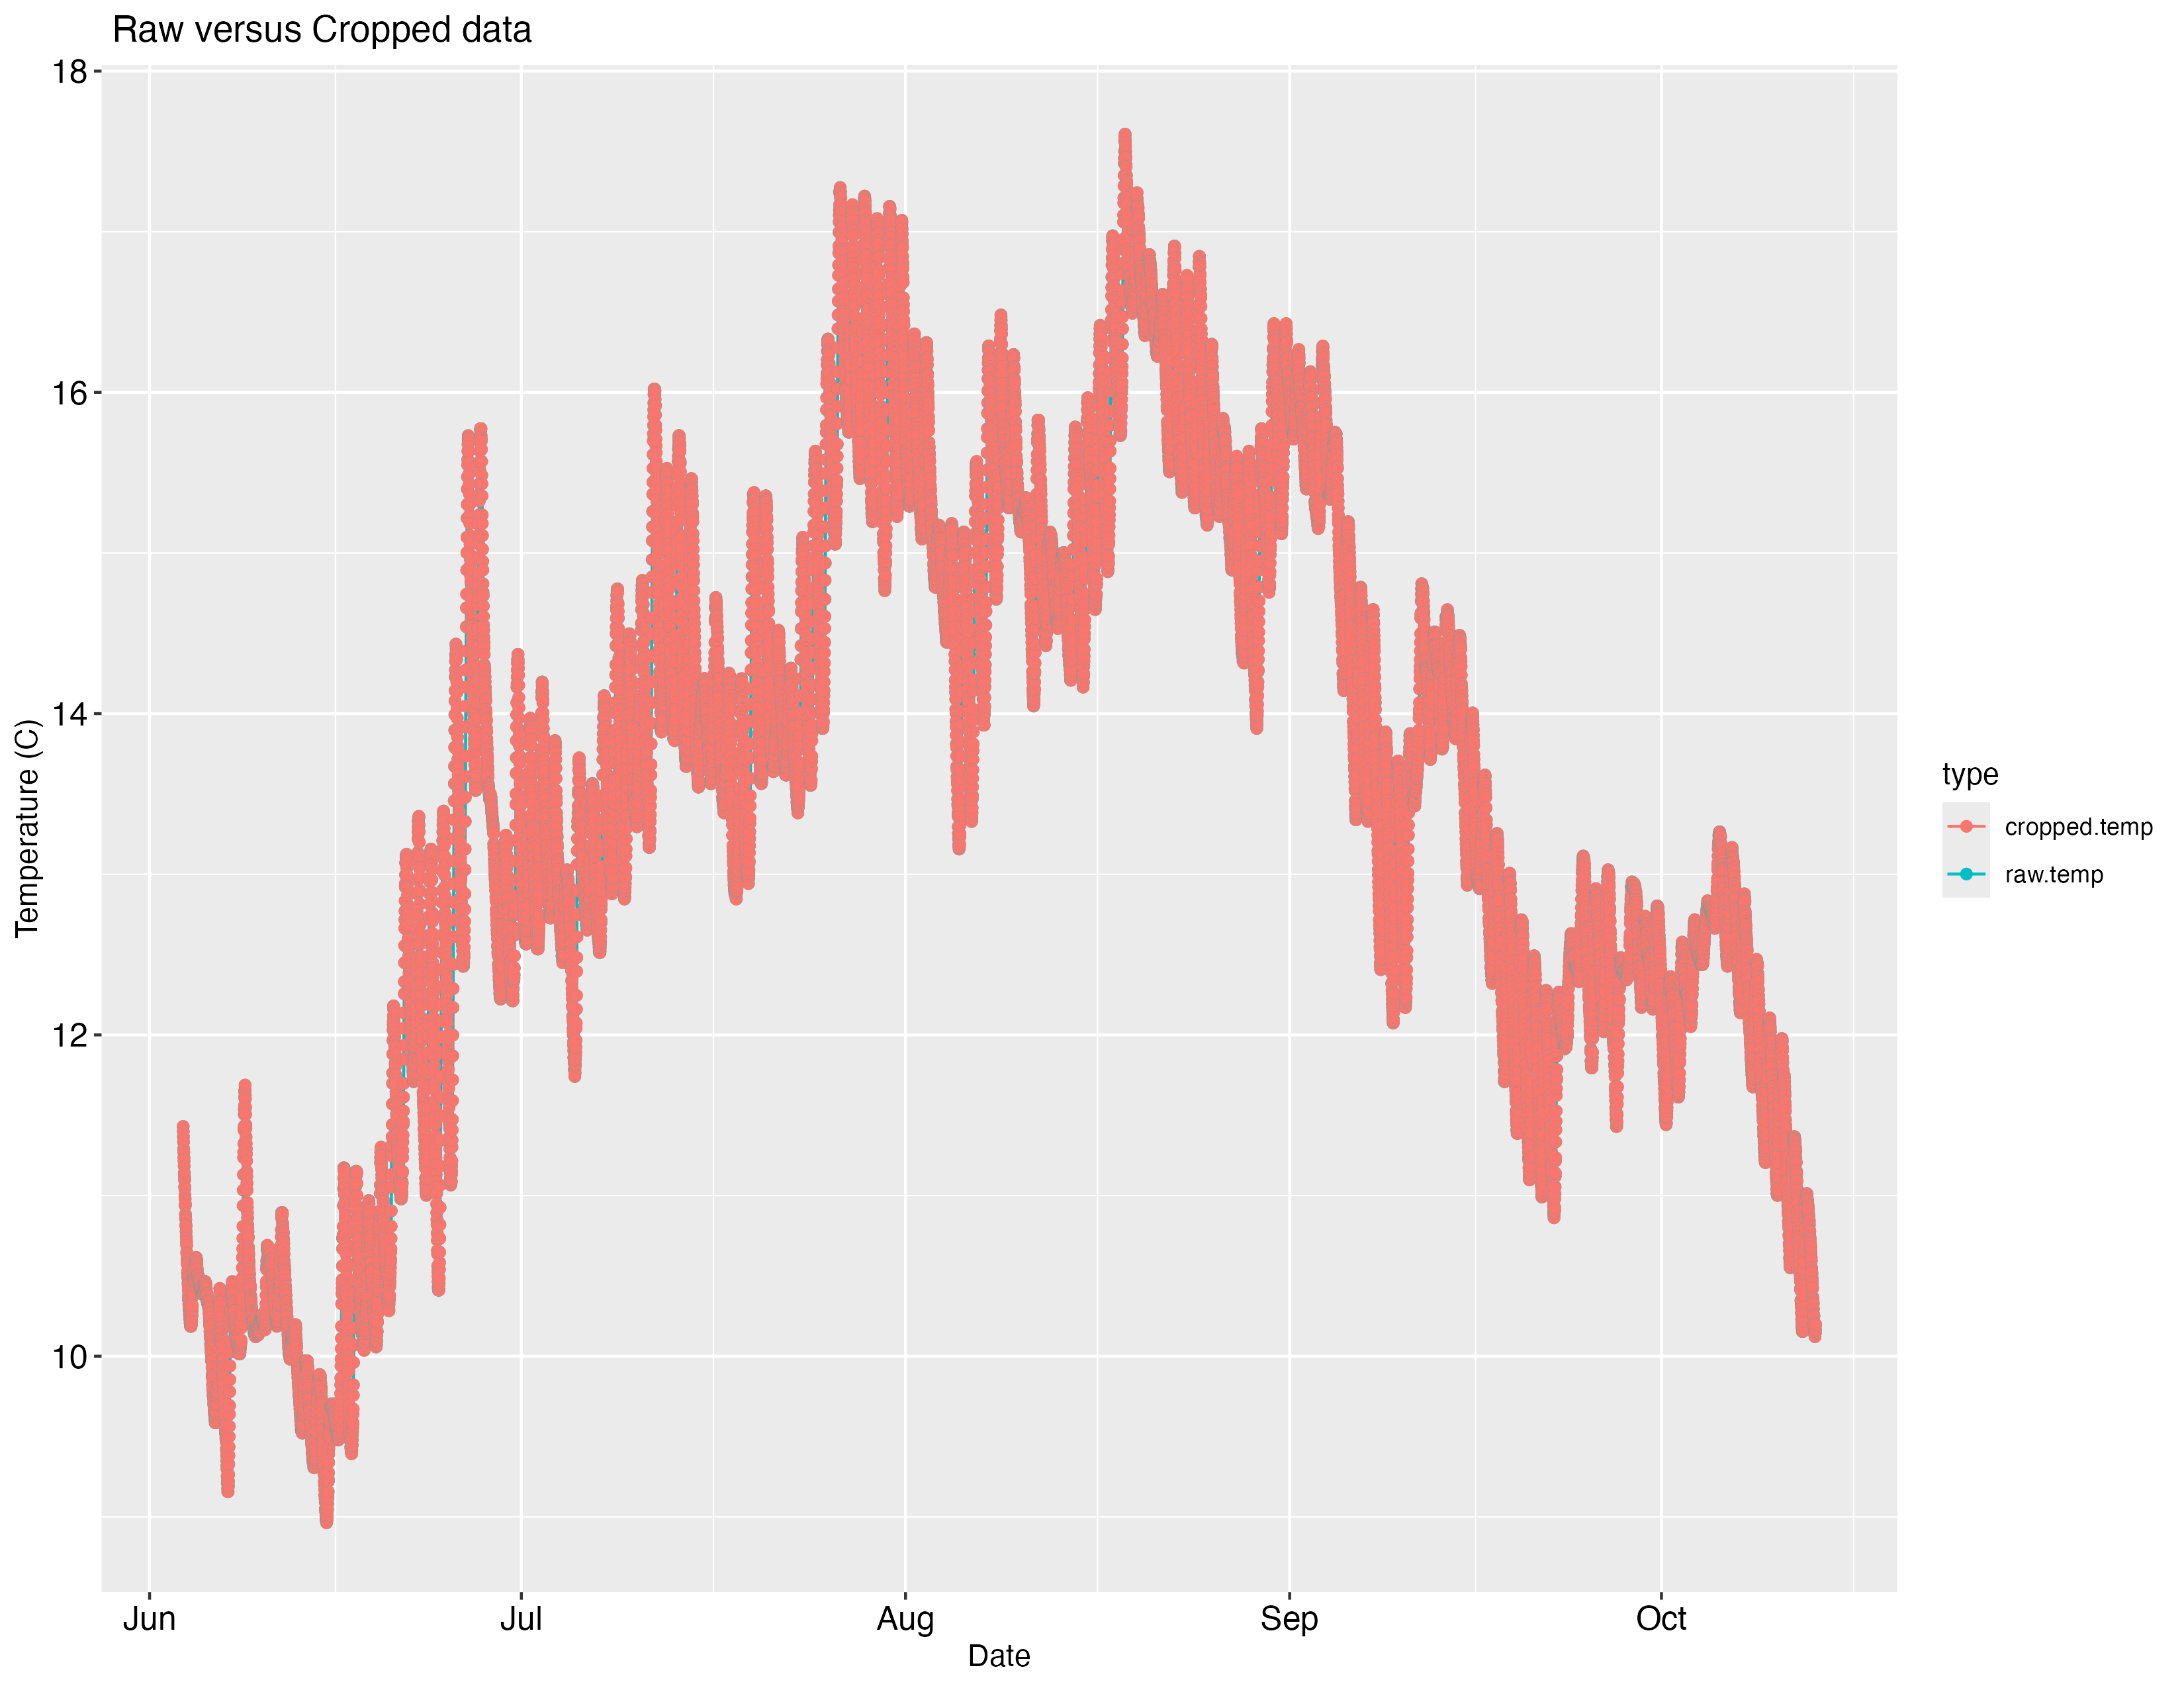 Raw versus Cropped data
18
16
14
12
10
Temperature (C)
Jun
Jul
Aug
Sep
Oct
Date
type
cropped.temp
raw.temp